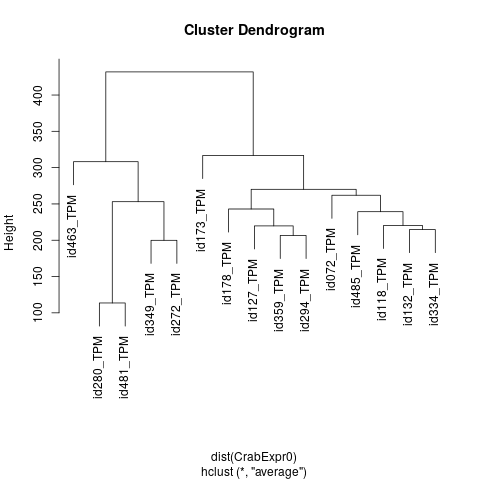 Cluster Dendrogram
Height
400
350
300
250
200
150
100
id463_TPM
id280_TPM
id481_TPM
id349_TPM
id272_TPM
id173_TPM
id178_TPM
id127_TPM
id359_TPM
id294_TPM
id072_TPM
id485_TPM
id118_TPM
id132_TPM
id334_TPM
dist(CrabExpr0)
hclust (*, "average")